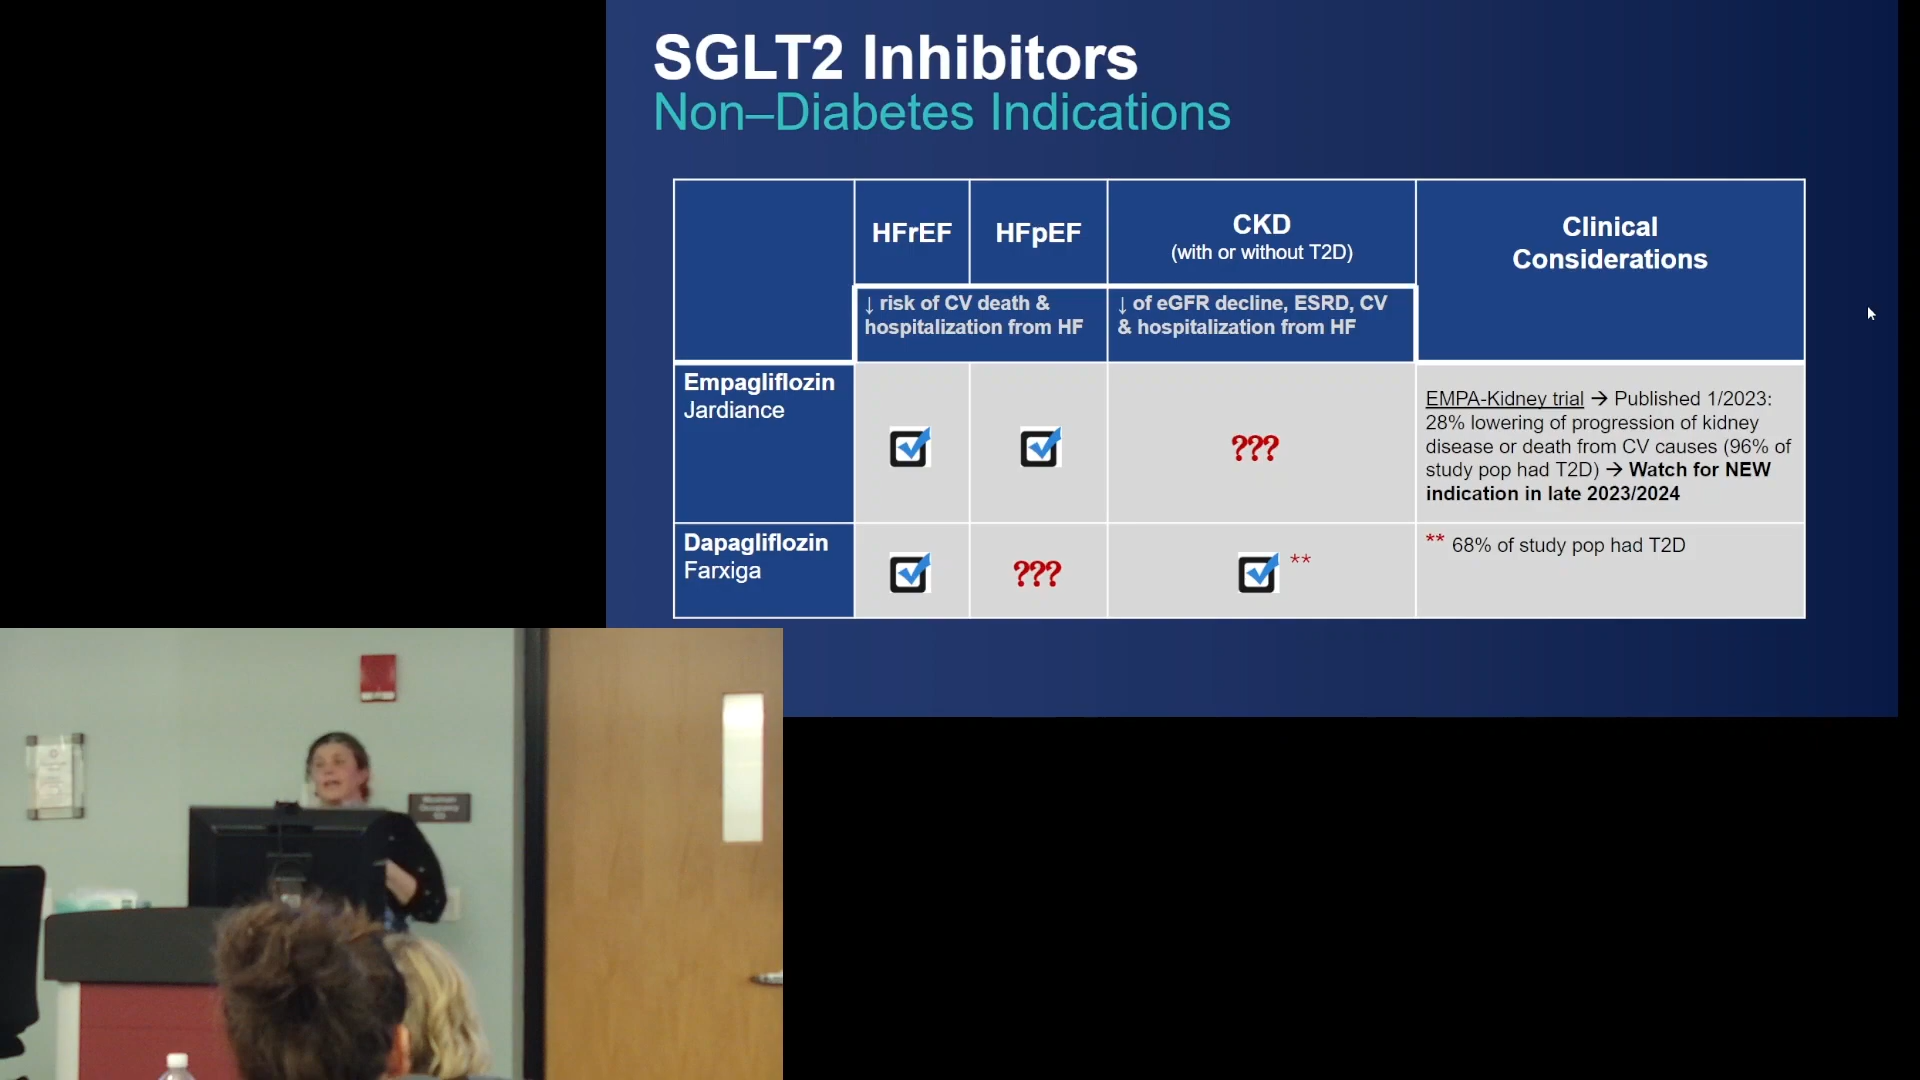 SGLT2 Inhibitors
Non–Diabetes Indications
HFrEF
HFpEF
CKD
(with or without T2D)
Clinical
Considerations
↓ risk of CV death &
hospitalization from HF
↓ of eGFR decline, ESRD, CV
& hospitalization from HF
Empagliflozin
Jardiance
???
EMPA-Kidney trial → Published 1/2023:
28% lowering of progression of kidney
disease or death from CV causes (96% of
study pop had T2D) → Watch for NEW
indication in late 2023/2024
Dapagliflozin
Farxiga
???
**
** 68% of study pop had T2D
Maximum
Occupancy